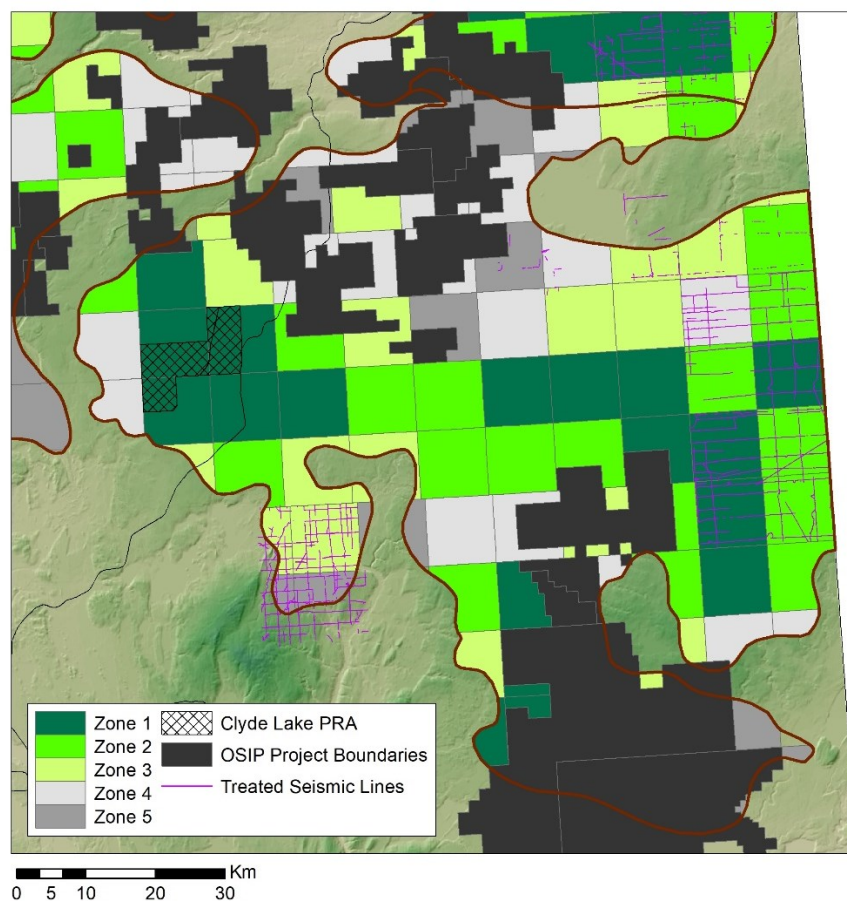 Zone 1
Zone 2
Zone 3
Zone 4
Zone 5
Clyde Lake PRA
OSIP Project Boundaries
Treated Seismic Lines
Km
0 5 10 20 30